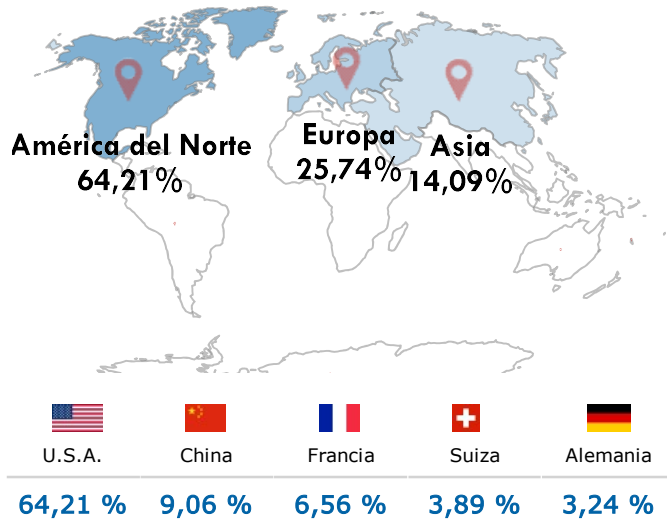 América del Norte
64,21%
Europa
25,74%
Asia
14,09%
U.S.A. China Francia Suiza Alemania
64,21 % 9,06 % 6,56 % 3,89 % 3,24 %